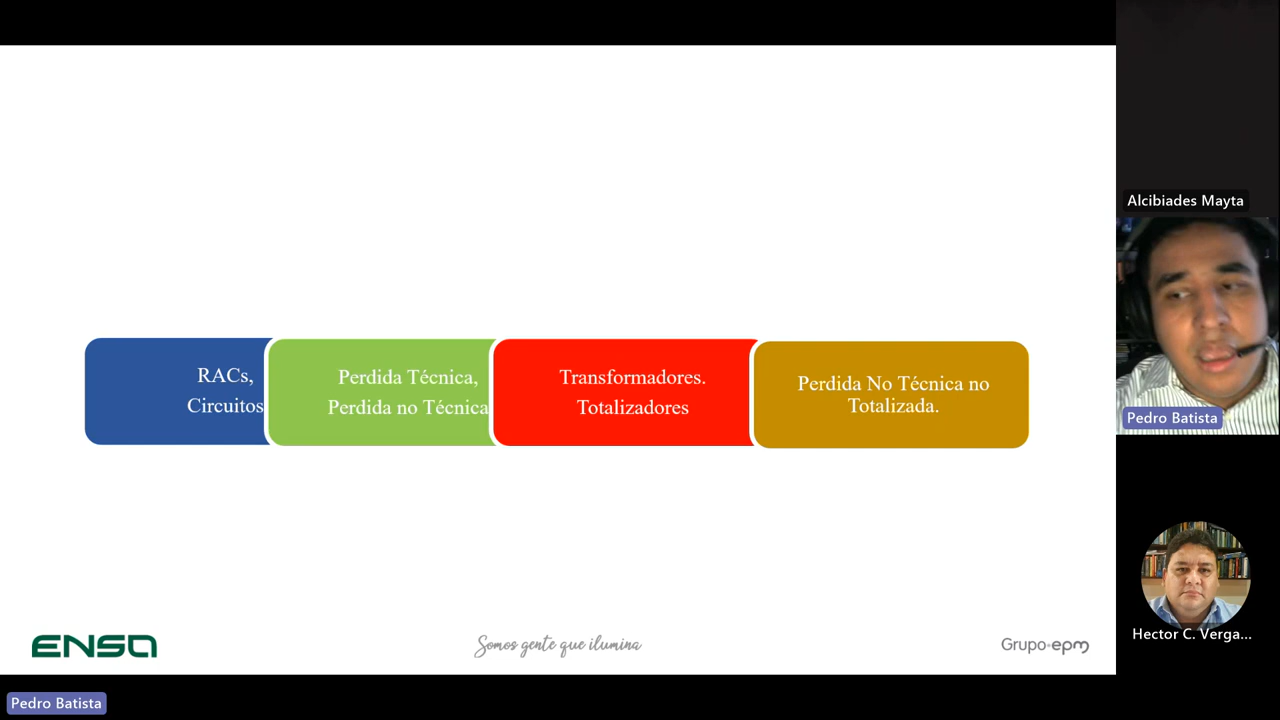 RACs,
Circuitos
Perdida Técnica,
Perdida no Técnica
Transformadores.
Totalizadores
Perdida No Técnica no
Totalizada.
ENSA
Somos gente que ilumina
Grupo·epm
Alcibiades Mayta
Pedro Batista
Hector C. Verga...
Pedro Batista